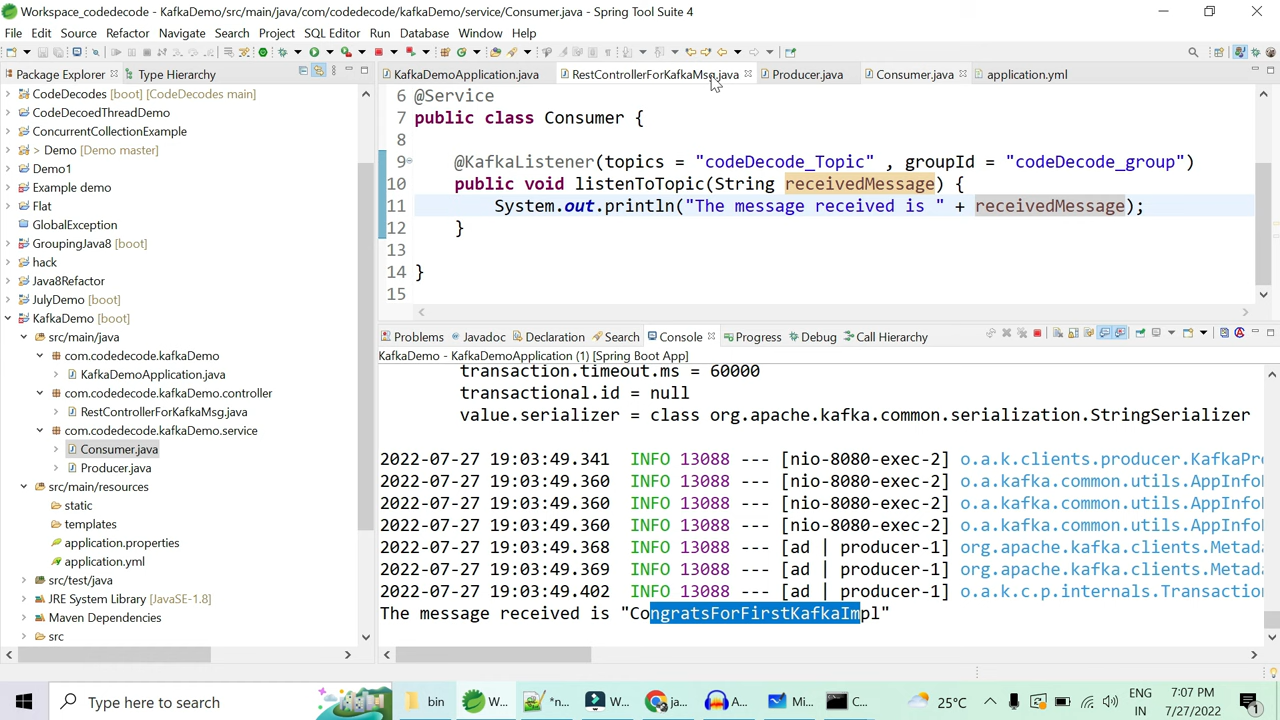 Workspace_codedecode - KafkaDemo/src/main/java/com/codedecode/kafkaDemo/service/Consumer.java - Spring Tool Suite 4
File Edit Source Refactor Navigate Search Project SQL Editor Run Database Window Help
Package Explorer Type Hierarchy
KafkaDemoApplication.java RestControllerForKafkaMsg.java Producer.java Consumer.java application.yml
CodeDecodes [boot] [CodeDecodes main]
CodeDecoedThreadDemo
ConcurrentCollectionExample
> Demo [Demo master]
Demo1
Example demo
Flat
GlobalException
GroupingJava8 [boot]
hack
Java8Refactor
JulyDemo [boot]
KafkaDemo [boot]
src/main/java
com.codedecode.kafkaDemo
KafkaDemoApplication.java
com.codedecode.kafkaDemo.controller
RestControllerForKafkaMsg.java
com.codedecode.kafkaDemo.service
Consumer.java
Producer.java
src/main/resources
static
templates
application.properties
application.yml
src/test/java
JRE System Library [JavaSE-1.8]
Maven Dependencies
src
6 @Service
7 public class Consumer {
8
9 @KafkaListener(topics = "codeDecode_Topic" , groupId = "codeDecode_group")
10 public void listenToTopic(String receivedMessage) {
11 System.out.println("The message received is " + receivedMessage);
12 }
13
14 }
15
Problems Javadoc Declaration Search Console Progress Debug Call Hierarchy
KafkaDemo - KafkaDemoApplication (1) [Spring Boot App]
transaction.timeout.ms = 60000
transactional.id = null
value.serializer = class org.apache.kafka.common.serialization.StringSerializer
2022-07-27 19:03:49.341 INFO 13088 --- [nio-8080-exec-2] o.a.k.clients.producer.KafkaPr
2022-07-27 19:03:49.360 INFO 13088 --- [nio-8080-exec-2] o.a.kafka.common.utils.AppInfo
2022-07-27 19:03:49.360 INFO 13088 --- [nio-8080-exec-2] o.a.kafka.common.utils.AppInfo
2022-07-27 19:03:49.360 INFO 13088 --- [nio-8080-exec-2] o.a.kafka.common.utils.AppInfo
2022-07-27 19:03:49.368 INFO 13088 --- [ad | producer-1] org.apache.kafka.clients.Metad
2022-07-27 19:03:49.369 INFO 13088 --- [ad | producer-1] org.apache.kafka.clients.Metad
2022-07-27 19:03:49.402 INFO 13088 --- [ad | producer-1] o.a.k.c.p.internals.Transactio
The message received is "CongratsForFirstKafkaImpl"
Type here to search
bin W... *n... W... ja... A... Mi... C...
25°C
ENG
IN
7:07 PM
7/27/2022
1